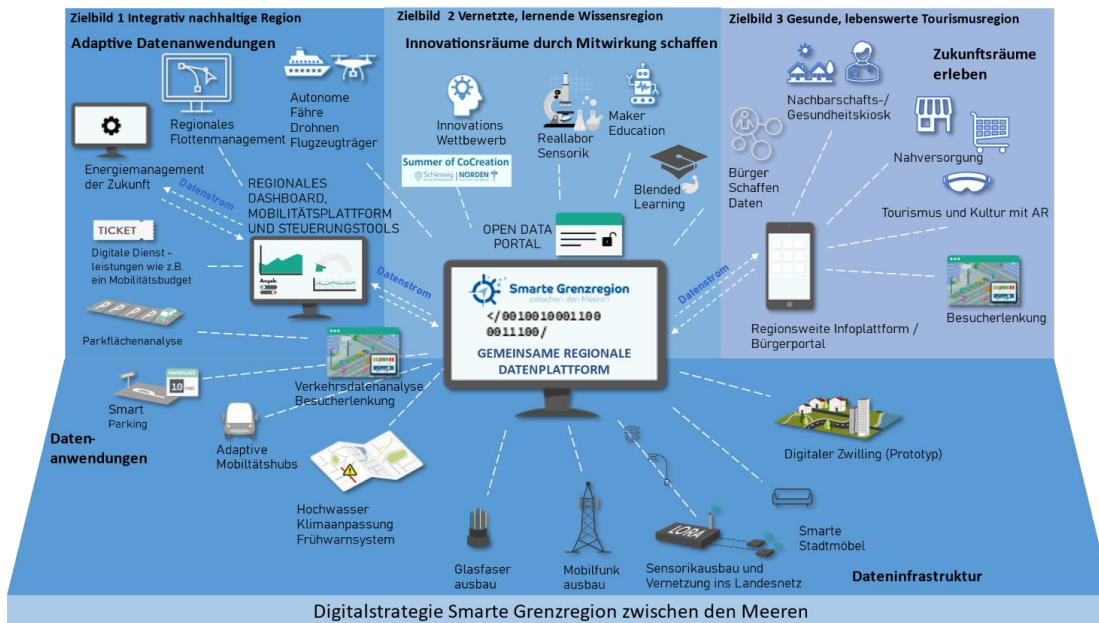 Zielbild 1 Integrativ nachhaltige Region
Adaptive Datenanwendungen
Regionales
Flottenmanagement
Autonome
Fähre
Drohnen
Flugzeugträger
Energiemanagement
der Zukunft
Datenstrom
REGIONALES
DASHBOARD,
MOBILITÄTSPLATTFORM
UND STEUERUNGSTOOLS
TICKET
Digitale Dienst -
leistungen wie z.B.
ein Mobilitätsbudget
Datenstrom
P P P P
Parkflächenanalyse
Zielbild 2 Vernetzte, lernende Wissensregion
Innovationsräume durch Mitwirkung schaffen
Innovations
Wettbewerb
Summer of CoCreation
Schleswig
NORDEN
Reallabor
Sensorik
Maker
Education
Blended
Learning
OPEN DATA
PORTAL
Smarte Grenzregion
zwischen den Meeren
</0010010001100
0011100/
GEMEINSAME REGIONALE
DATENPLATTFORM
Zielbild 3 Gesunde, lebenswerte Tourismusregion
Zukunftsräume
erleben
Nachbarschafts-/
Gesundheitskiosk
Bürger
Schaffen
Daten
Nahversorgung
Tourismus und Kultur mit AR
Datenstrom
Besucherlenkung
Regionsweite Infoplattform /
Bürgerportal
Verkehrsdatenanalyse
Besucherlenkung
PARKPLATZ
10
Smart
Parking
Daten-
anwendungen
Adaptive
Mobiltätshubs
Hochwasser
Klimaanpassung
Frühwarnsystem
Glasfaser
ausbau
Mobilfunk
ausbau
LORA
Sensorikausbau und
Vernetzung ins Landesnetz
Digitaler Zwilling (Prototyp)
Smarte
Stadtmöbel
Dateninfrastruktur
Digitalstrategie Smarte Grenzregion zwischen den Meeren